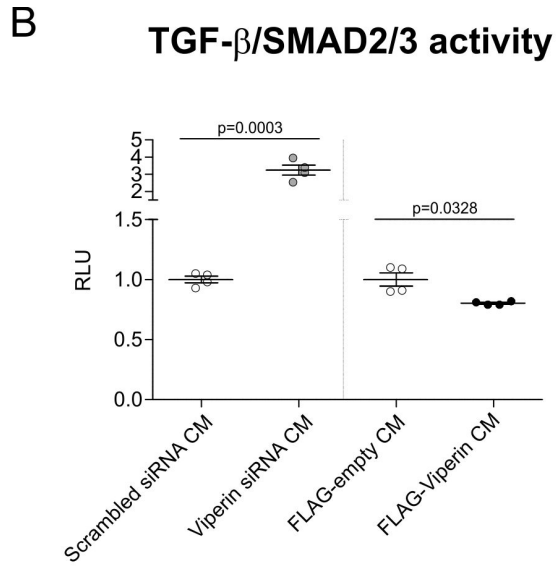 B
TGF-β/SMAD2/3 activity
p=0.0003
5
4
3
2
p=0.0328
1.5
1.0
0.5
0.0
RLU
Scrambled siRNA CM
Viperin siRNA CM
FLAG-empty CM
FLAG-Viperin CM